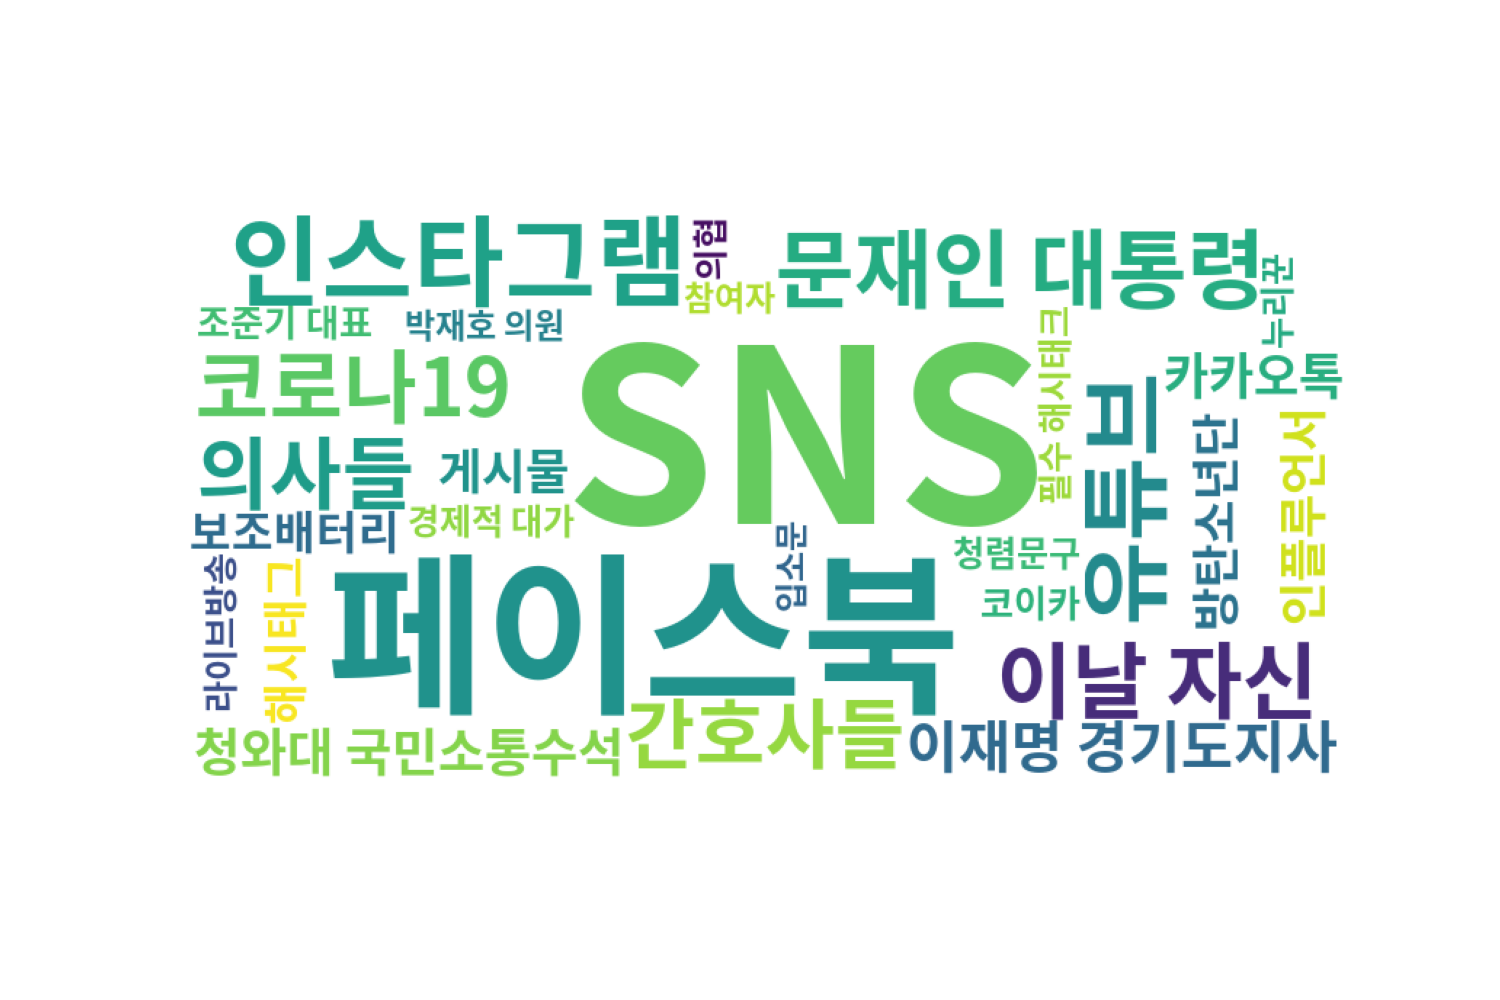 인스타그램
의협
참여자
문재인 대통령
누리꾼
조준기 대표
박재호 의원
코로나19
SNS
필수 해시태크
유튜브
카카오톡
의사들
게시물
방탄소년단
인플루언서
보조배터리
경제적 대가
입소문
청렴문구
코이카
라이브방송
해시태그
페이스북
이날 자신
청와대 국민소통수석
간호사들
이재명 경기도지사